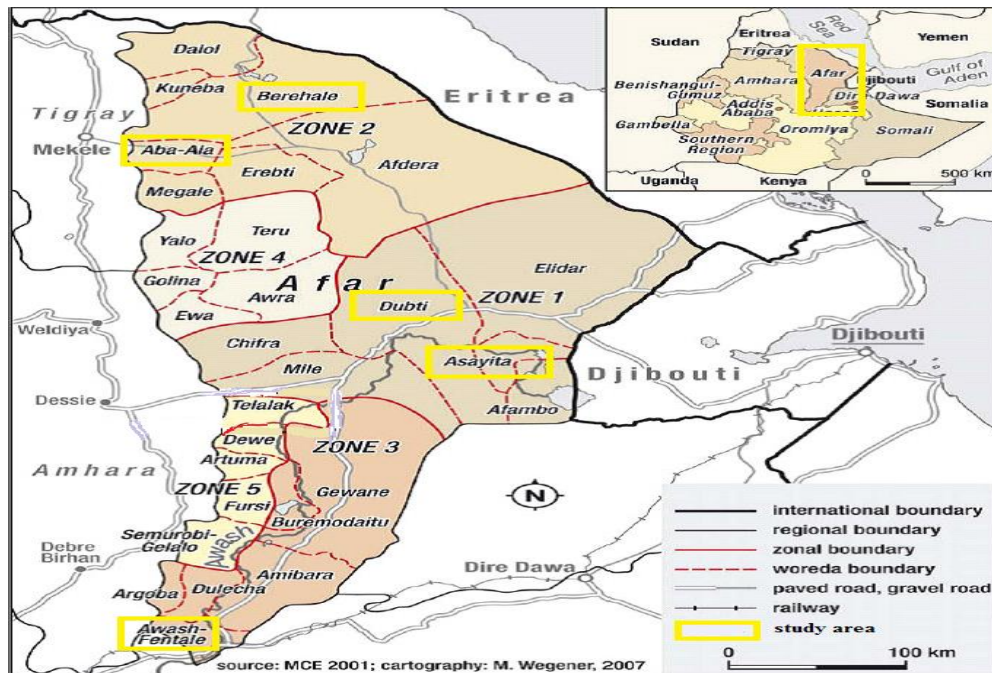 Dalol
Kuneba
Berehale
Eritrea
Tigray
ZONE 2
Mekele
Aba-Ala
Afdera
Erebti
Megale
Teru
Yalo
ZONE 4
Elidar
Golina
Afar
ZONE 1
Awra
Dubti
Ewa
Weldiya
Chifra
Djibouti
Asayita
Mile
Djibouti
Dessie
Telalak
Afambo
Dewe
ZONE 3
Artuma
Amhara
ZONE 5
Gewane
Fursi
N
Buremodaitu
Semurobi-
Gelalo
Awash
Debre
Birhan
Amibara
Dire Dawa
Argoba
Dulecha
Awash-
Fentale
source: MCE 2001; cartography: M. Wegener, 2007
Sudan
Eritrea
Red
Sea
Yemen
Tigray
Afar
Djibouti
Gulf of
Aden
Benishangul-
Gumuz
Amhara
Dire Dawa
Addis
Ababa
Somalia
Gambella
Oromiya
Somali
Southern
Region
Uganda
Kenya
0 500 km
international boundary
regional boundary
zonal boundary
woreda boundary
paved road, gravel road
railway
study area
0 100 km